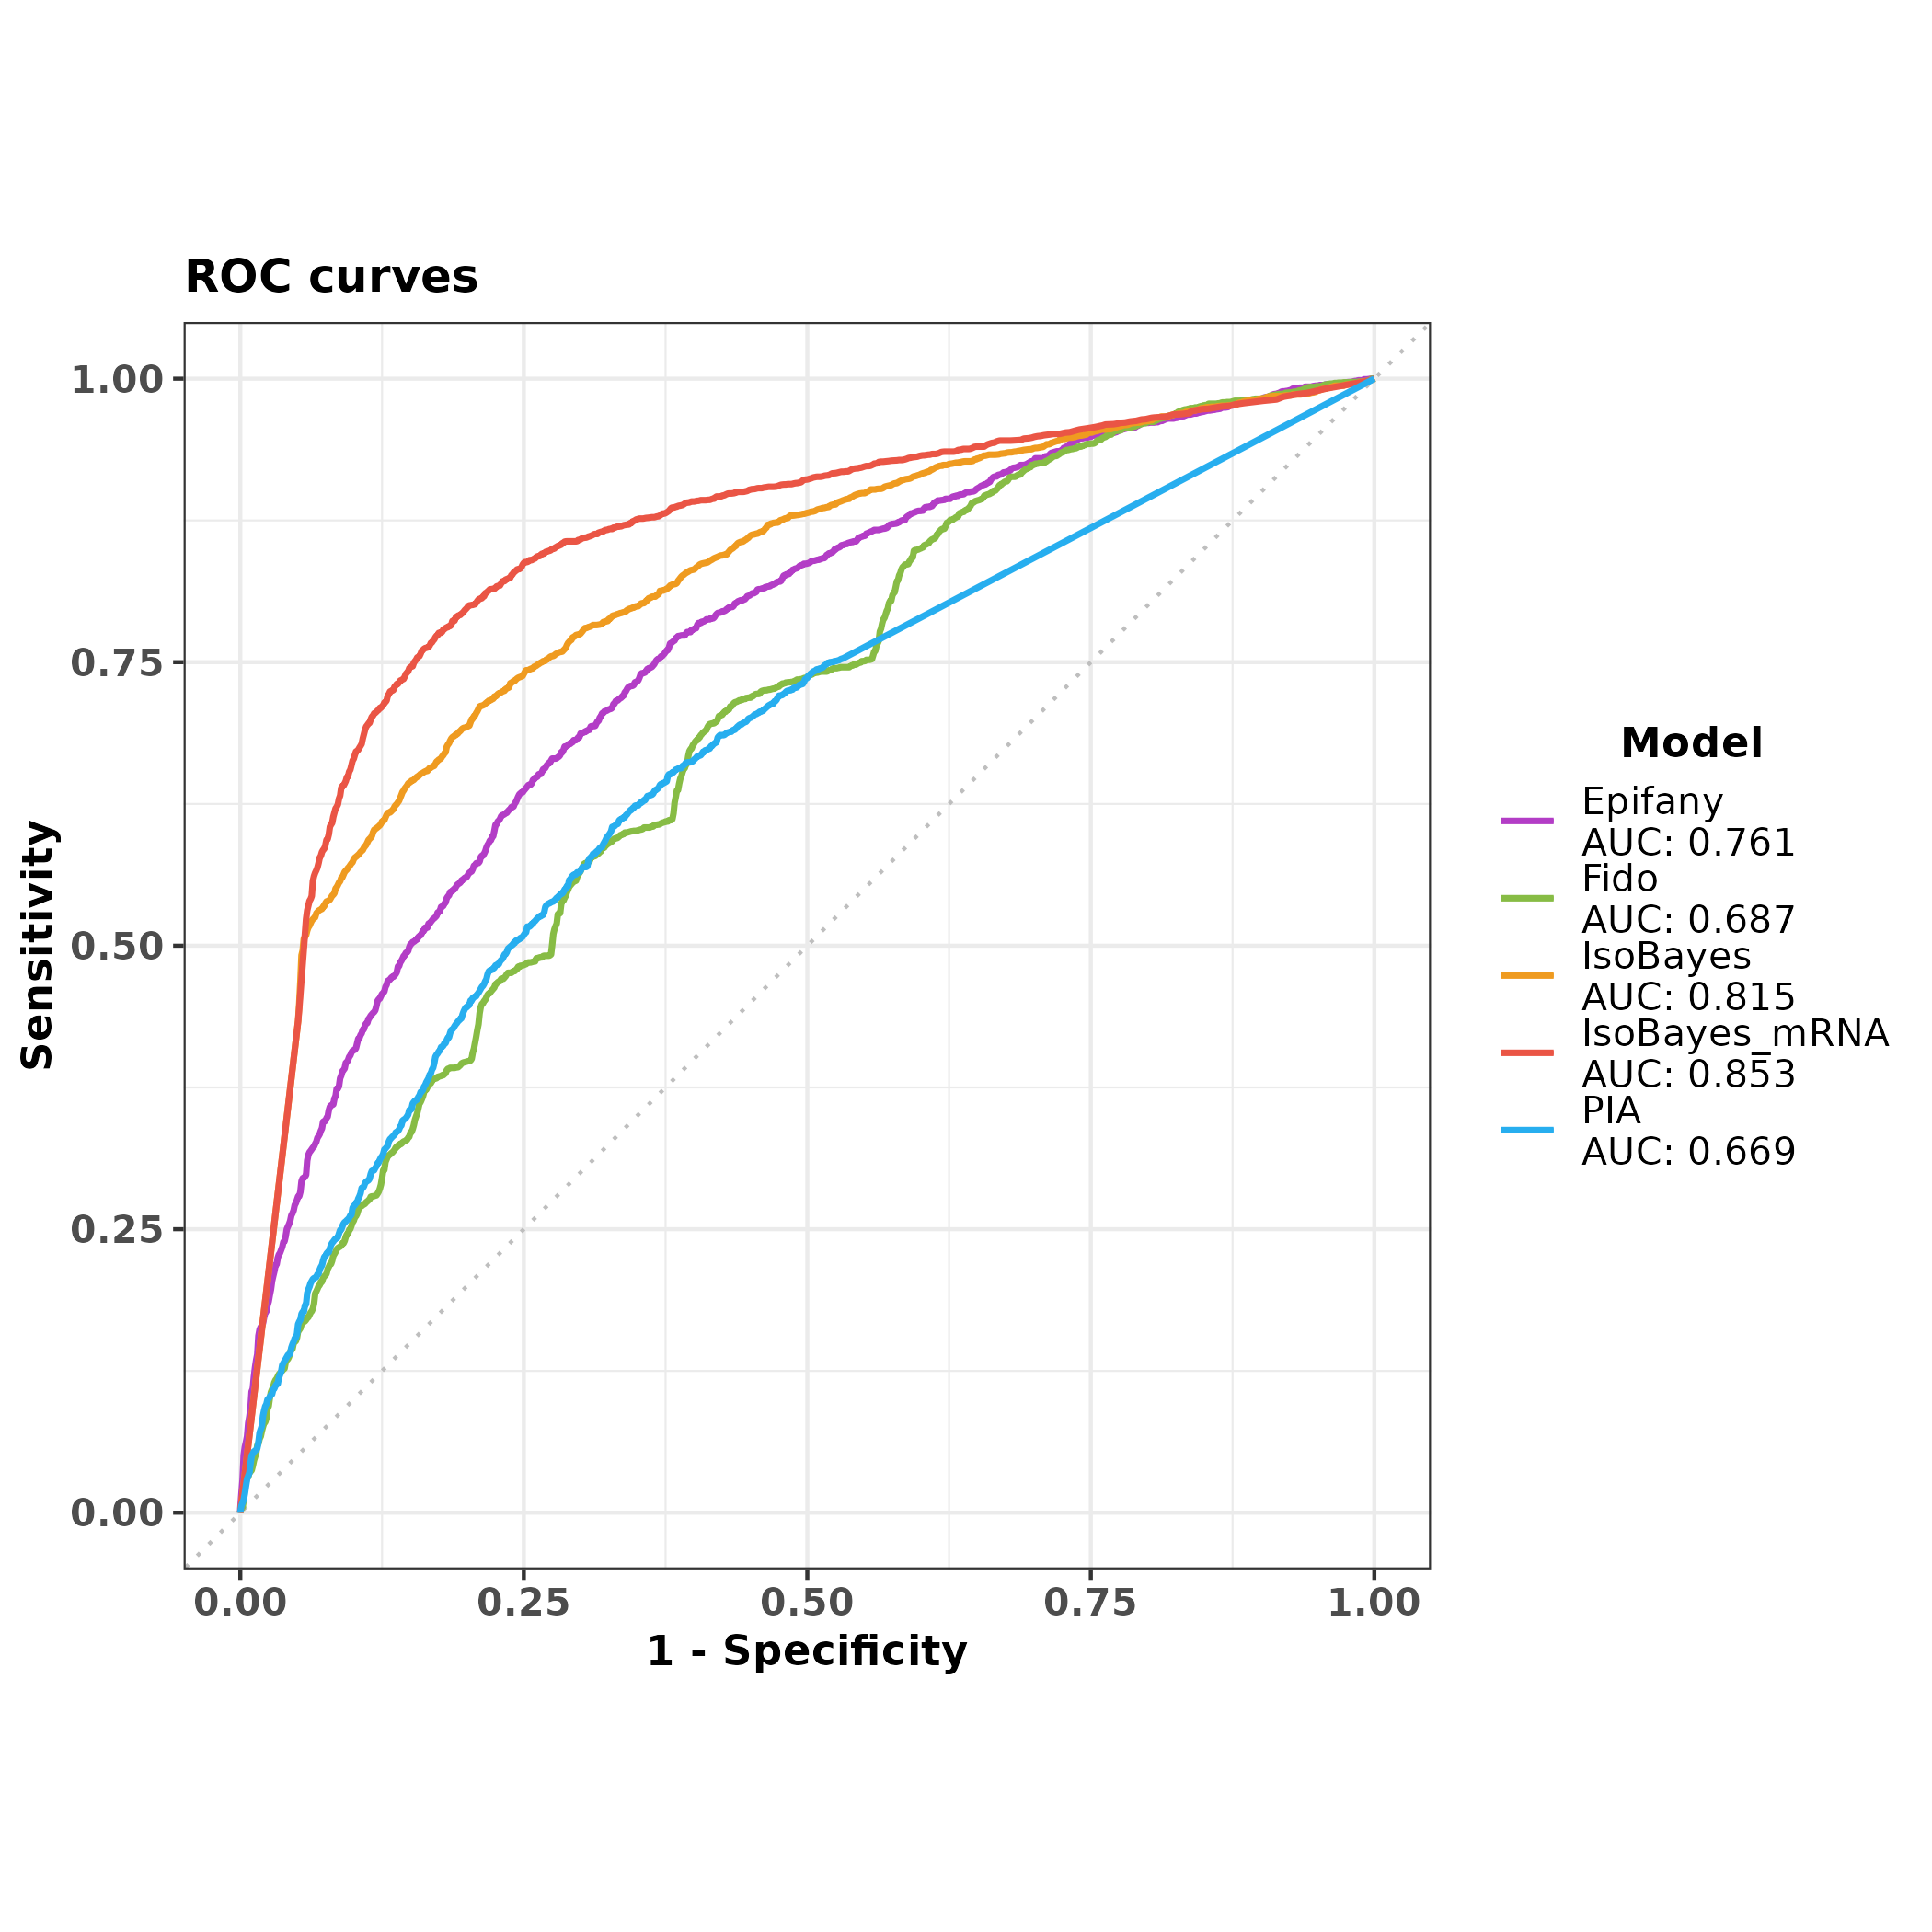 ROC curves
1.00
0.75
0.50
0.25
0.00
Sensitivity
0.00 0.25 0.50 0.75 1.00
1 - Specificity
Model
Epifany
AUC: 0.761
Fido
AUC: 0.687
IsoBayes
AUC: 0.815
IsoBayes_mRNA
AUC: 0.853
PIA
AUC: 0.669